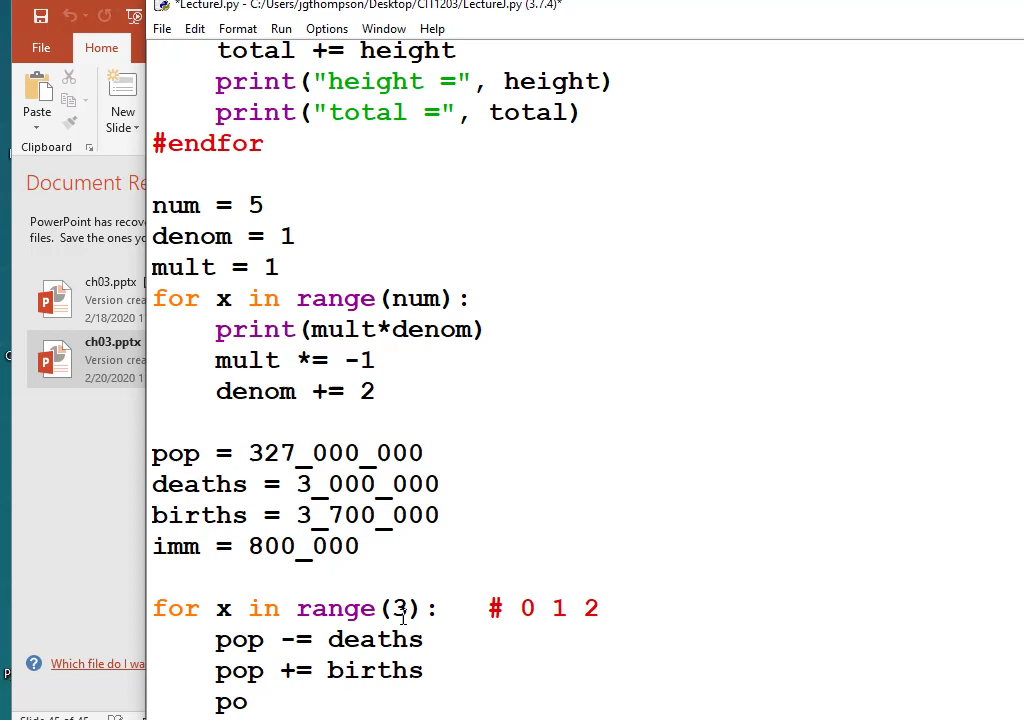 *LectureJ.py - C:/Users/jgthompson/Desktop/CIT1203/LectureJ.py (3.7.4)*
File Edit Format Run Options Window Help
File Home
Paste
New
Slide
Clipboard
Document Re
PowerPoint has recov
files. Save the ones yo
ch03.pptx [
Version crea
2/18/2020 1
ch03.pptx
Version crea
2/20/2020 1
Which file do I wa
Slide 45 of 45
total += height
print("height =", height)
print("total =", total)
#endfor
num = 5
denom = 1
mult = 1
for x in range(num):
print(mult*denom)
mult *= -1
denom += 2
pop = 327_000_000
deaths = 3_000_000
births = 3_700_000
imm = 800_000
for x in range(3): # 0 1 2
pop -= deaths
pop += births
po